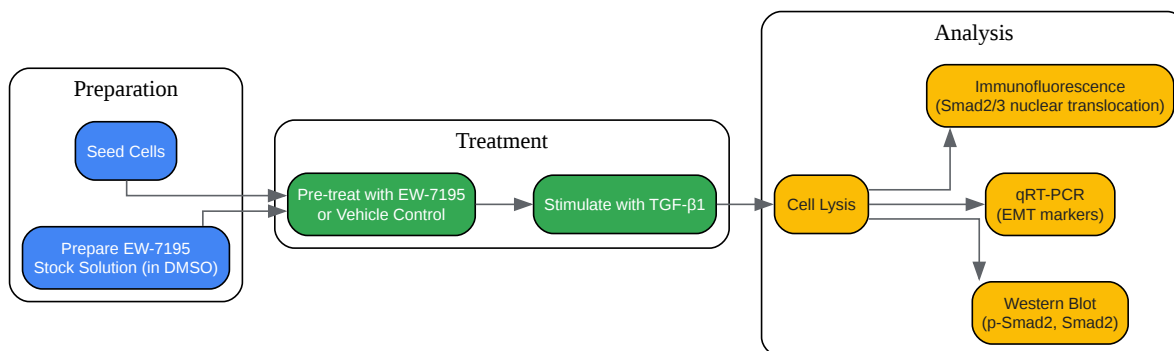 Preparation
Seed Cells
Prepare EW-7195
Stock Solution (in DMSO)
Treatment
Pre-treat with EW-7195
or Vehicle Control
Stimulate with TGF-β1
Analysis
Cell Lysis
Immunofluorescence
(Smad2/3 nuclear translocation)
qRT-PCR
(EMT markers)
Western Blot
(p-Smad2, Smad2)